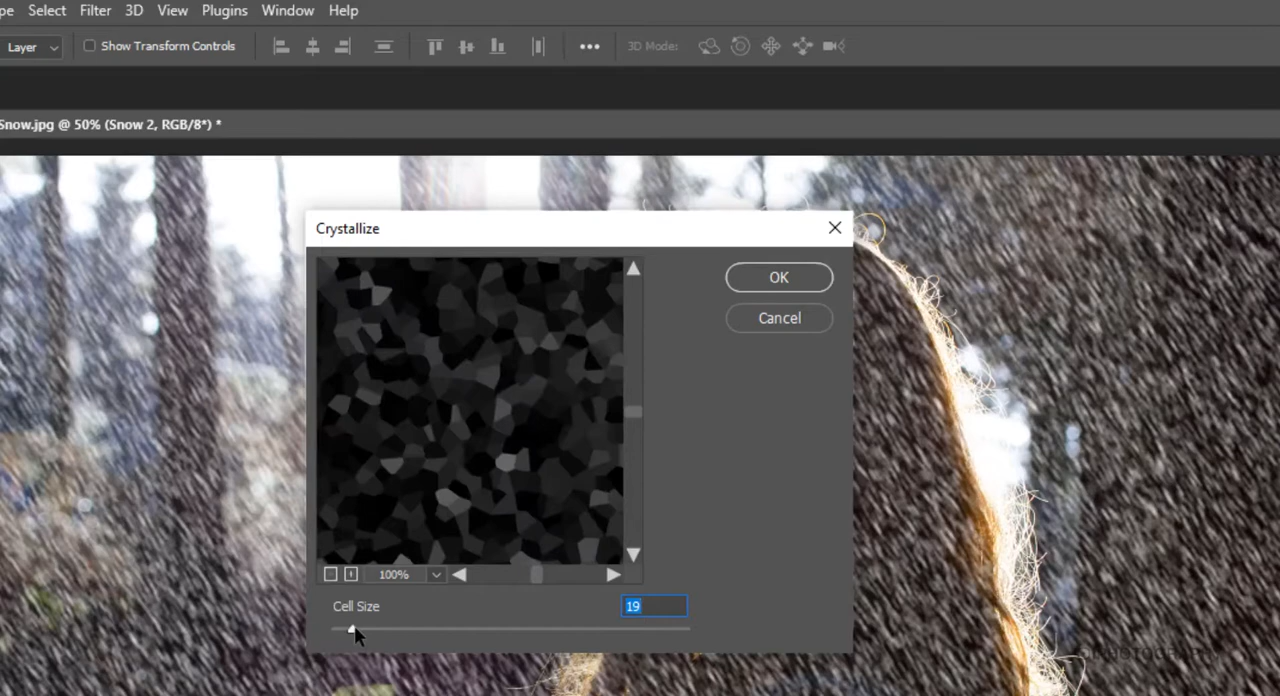 Select Filter 3D View Plugins Window Help
Layer Show Transform Controls 3D Mode:
Snow.jpg @ 50% (Snow 2, RGB/8*) *
Crystallize
OK
Cancel
100%
Cell Size 19